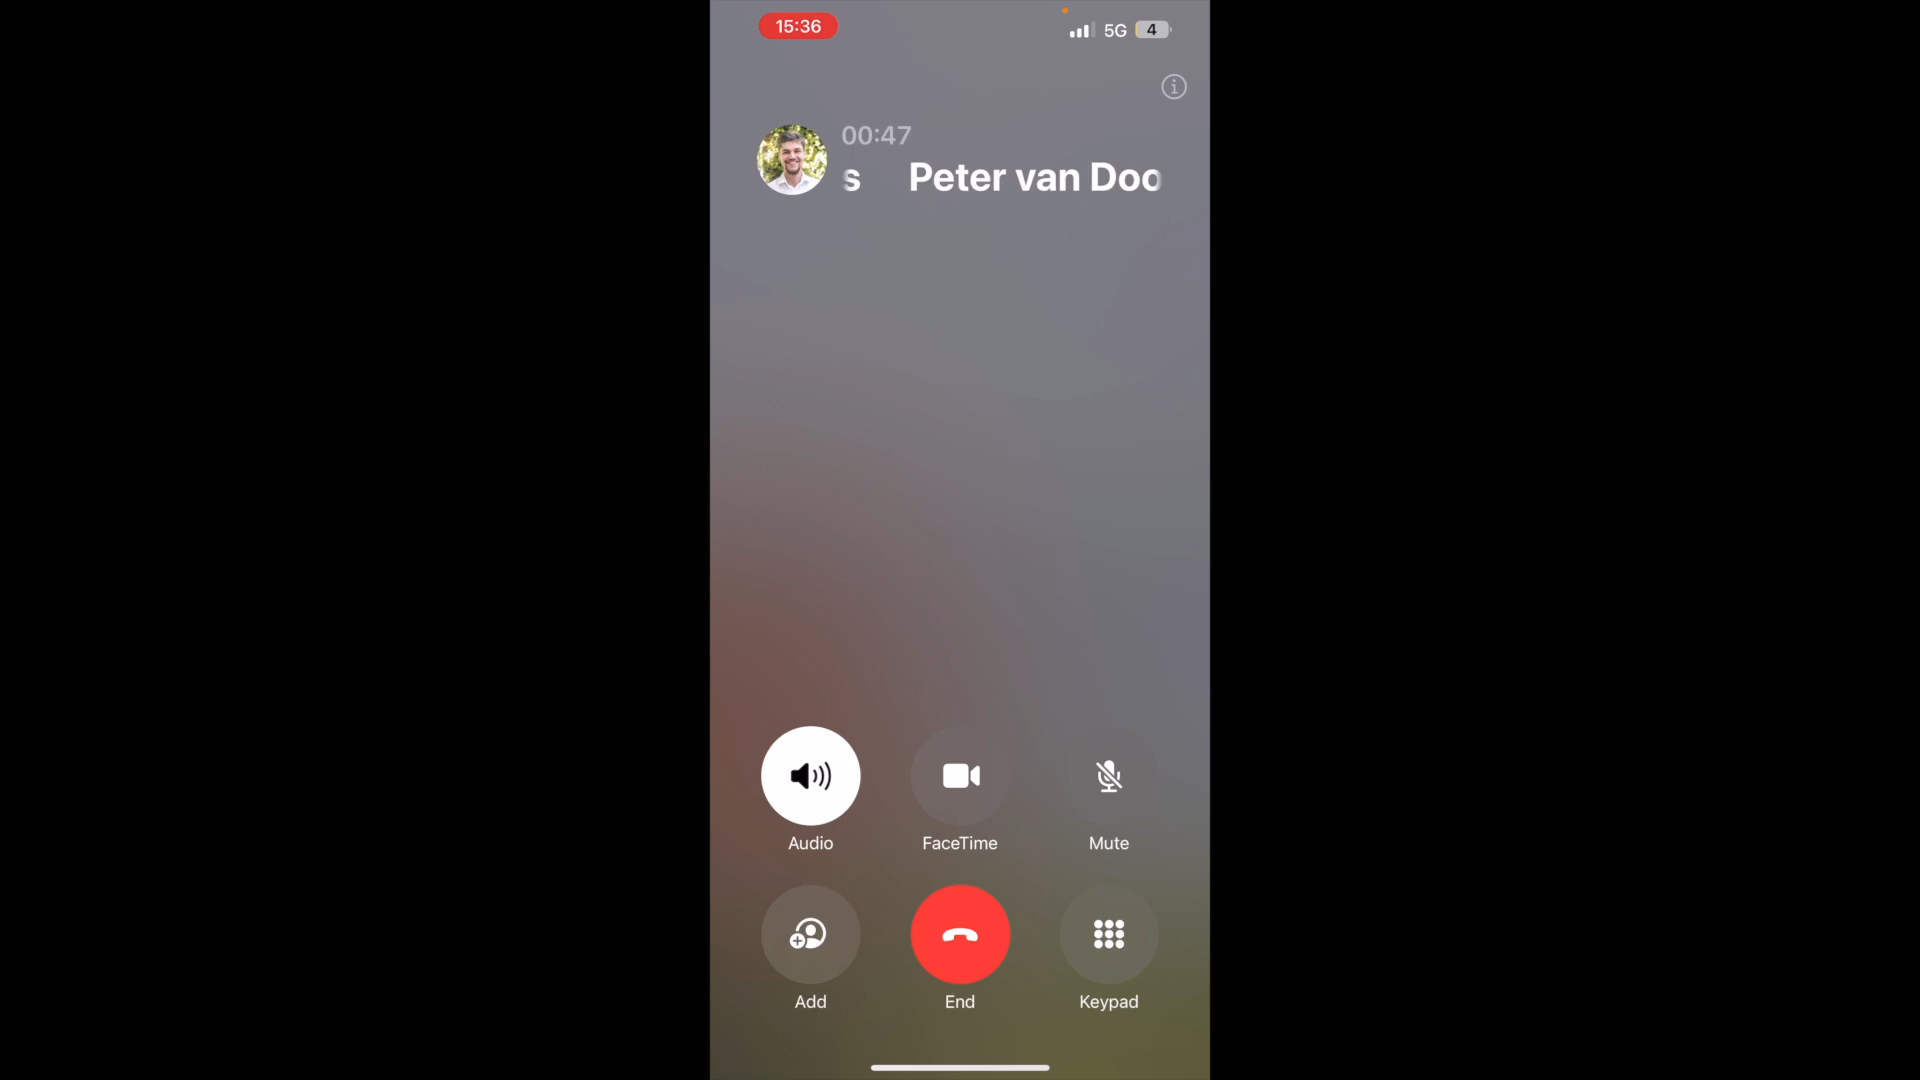 15:36
5G 4
00:47
s Peter van Doo
Audio FaceTime Mute
Add End Keypad